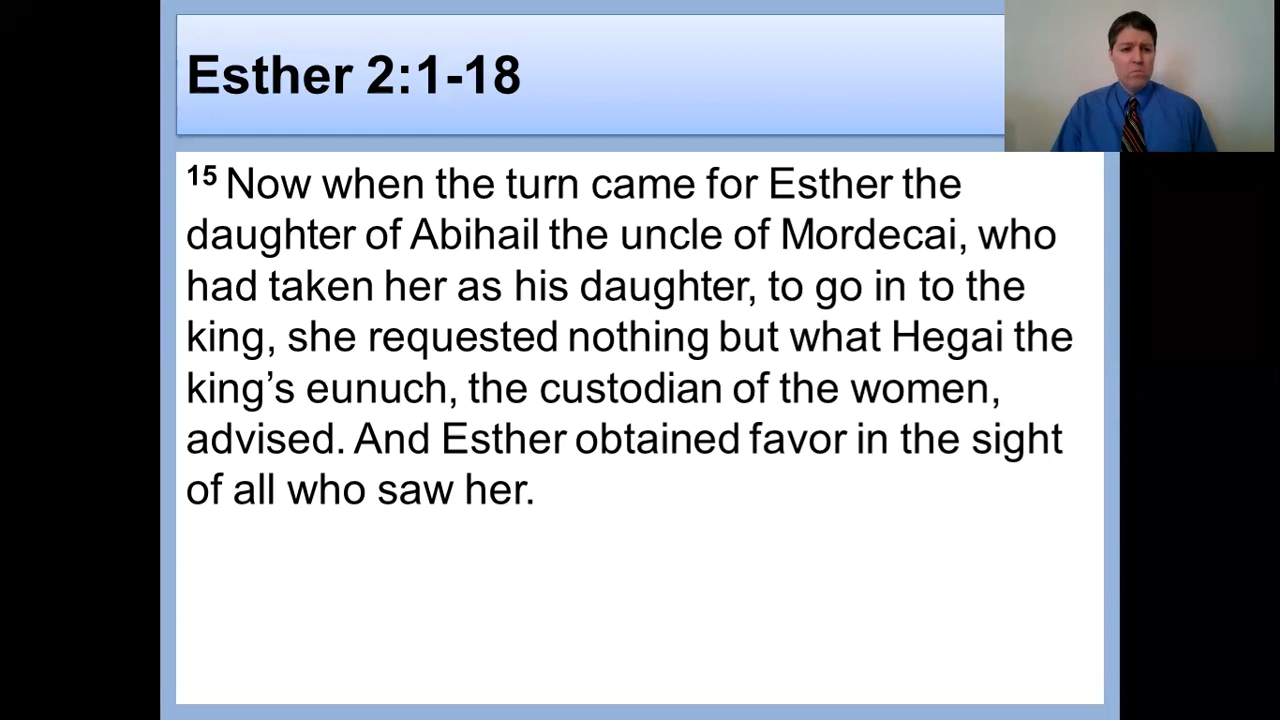 Esther 2:1-18
15 Now when the turn came for Esther the
daughter of Abihail the uncle of Mordecai, who
had taken her as his daughter, to go in to the
king, she requested nothing but what Hegai the
king’s eunuch, the custodian of the women,
advised. And Esther obtained favor in the sight
of all who saw her.